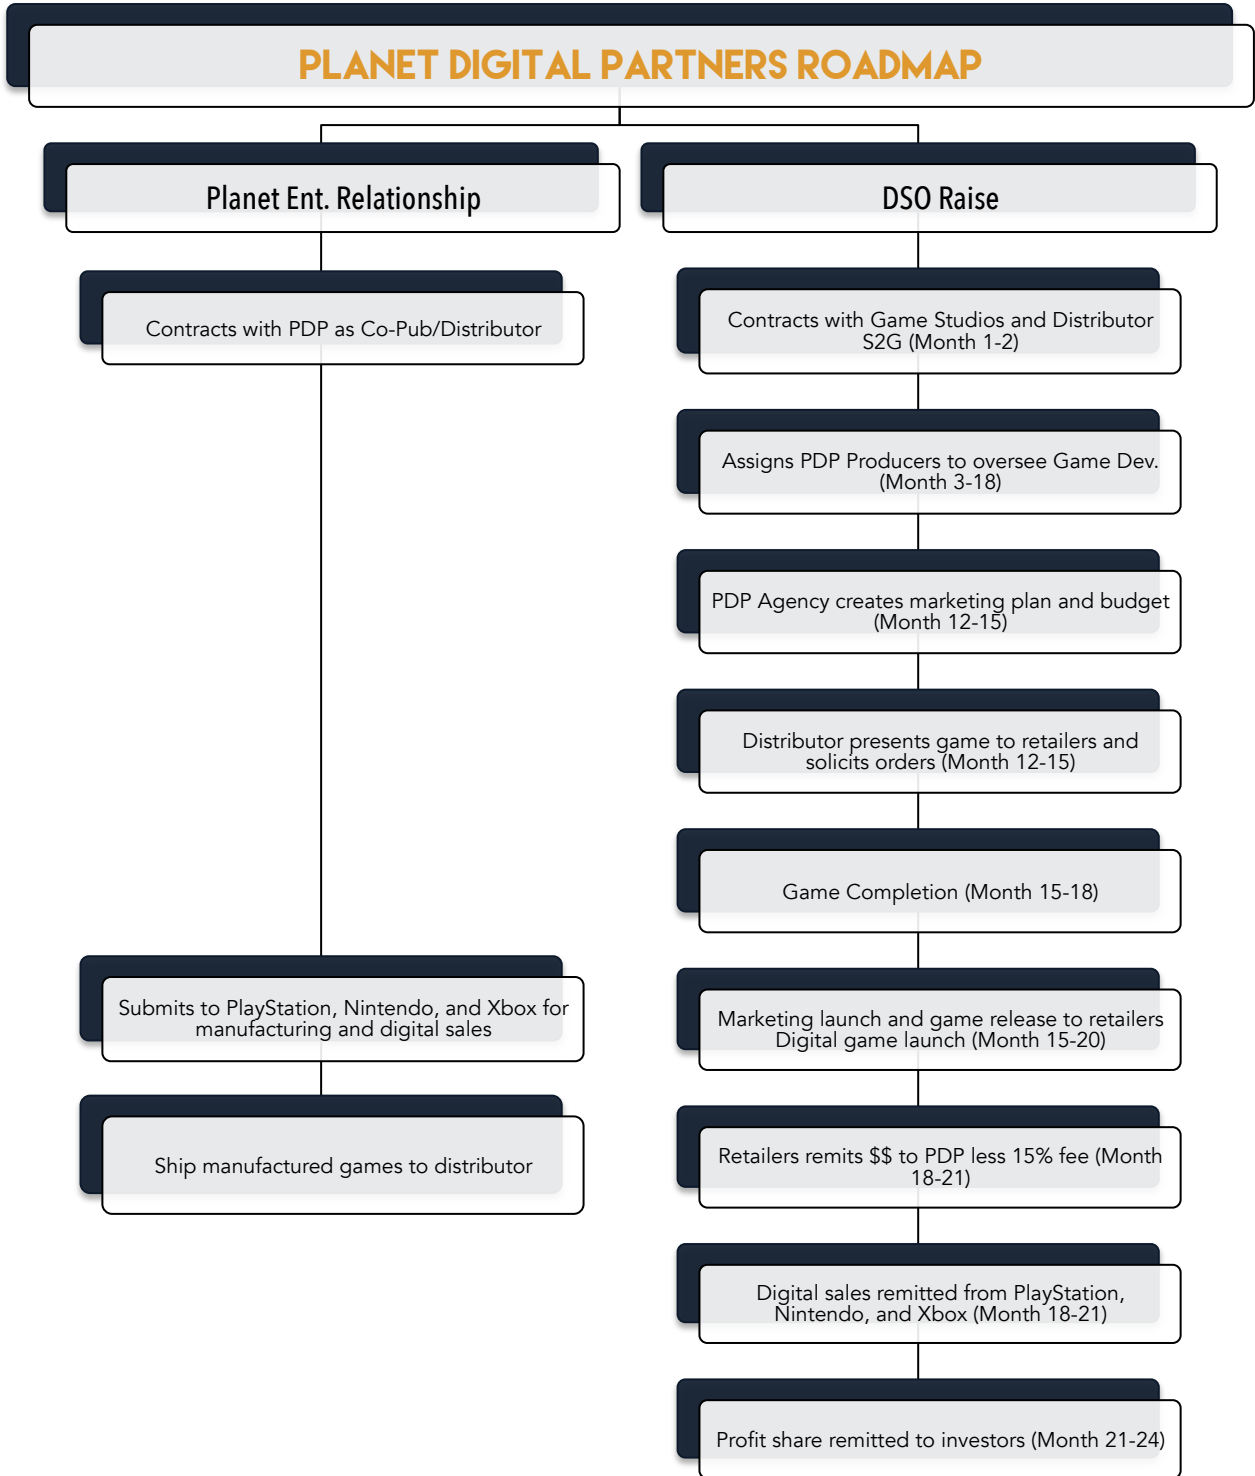 PLANET DIGITAL PARTNERS ROADMAP
Planet Ent. Relationship
Contracts with PDP as Co-Pub/Distributor
Submits to PlayStation, Nintendo, and Xbox for
manufacturing and digital sales
Ship manufactured games to distributor
DSO Raise
Contracts with Game Studios and Distributor
S2G (Month 1-2)
Assigns PDP Producers to oversee Game Dev.
(Month 3-18)
PDP Agency creates marketing plan and budget
(Month 12-15)
Distributor presents game to retailers and
solicits orders (Month 12-15)
Game Completion (Month 15-18)
Marketing launch and game release to retailers
Digital game launch (Month 15-20)
Retailers remits $$ to PDP less 15% fee (Month
18-21)
Digital sales remitted from PlayStation,
Nintendo, and Xbox (Month 18-21)
Profit share remitted to investors (Month 21-24)